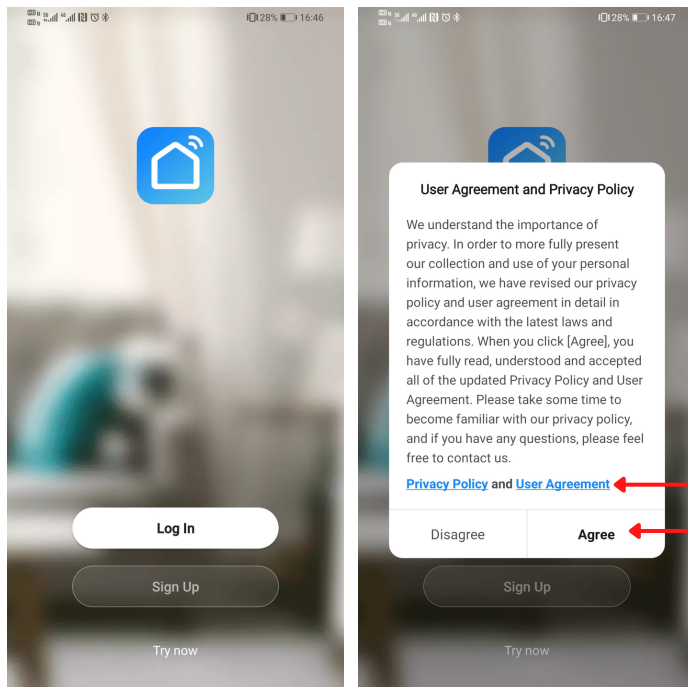 28% 16:46
Log In
Sign Up
Try now
28% 16:47
User Agreement and Privacy Policy
We understand the importance of
privacy. In order to more fully present
our collection and use of your personal
information, we have revised our privacy
policy and user agreement in detail in
accordance with the latest laws and
regulations. When you click [Agree], you
have fully read, understood and accepted
all of the updated Privacy Policy and User
Agreement. Please take some time to
become familiar with our privacy policy,
and if you have any questions, please feel
free to contact us.
Privacy Policy and User Agreement
Disagree Agree
Sign Up
Try now